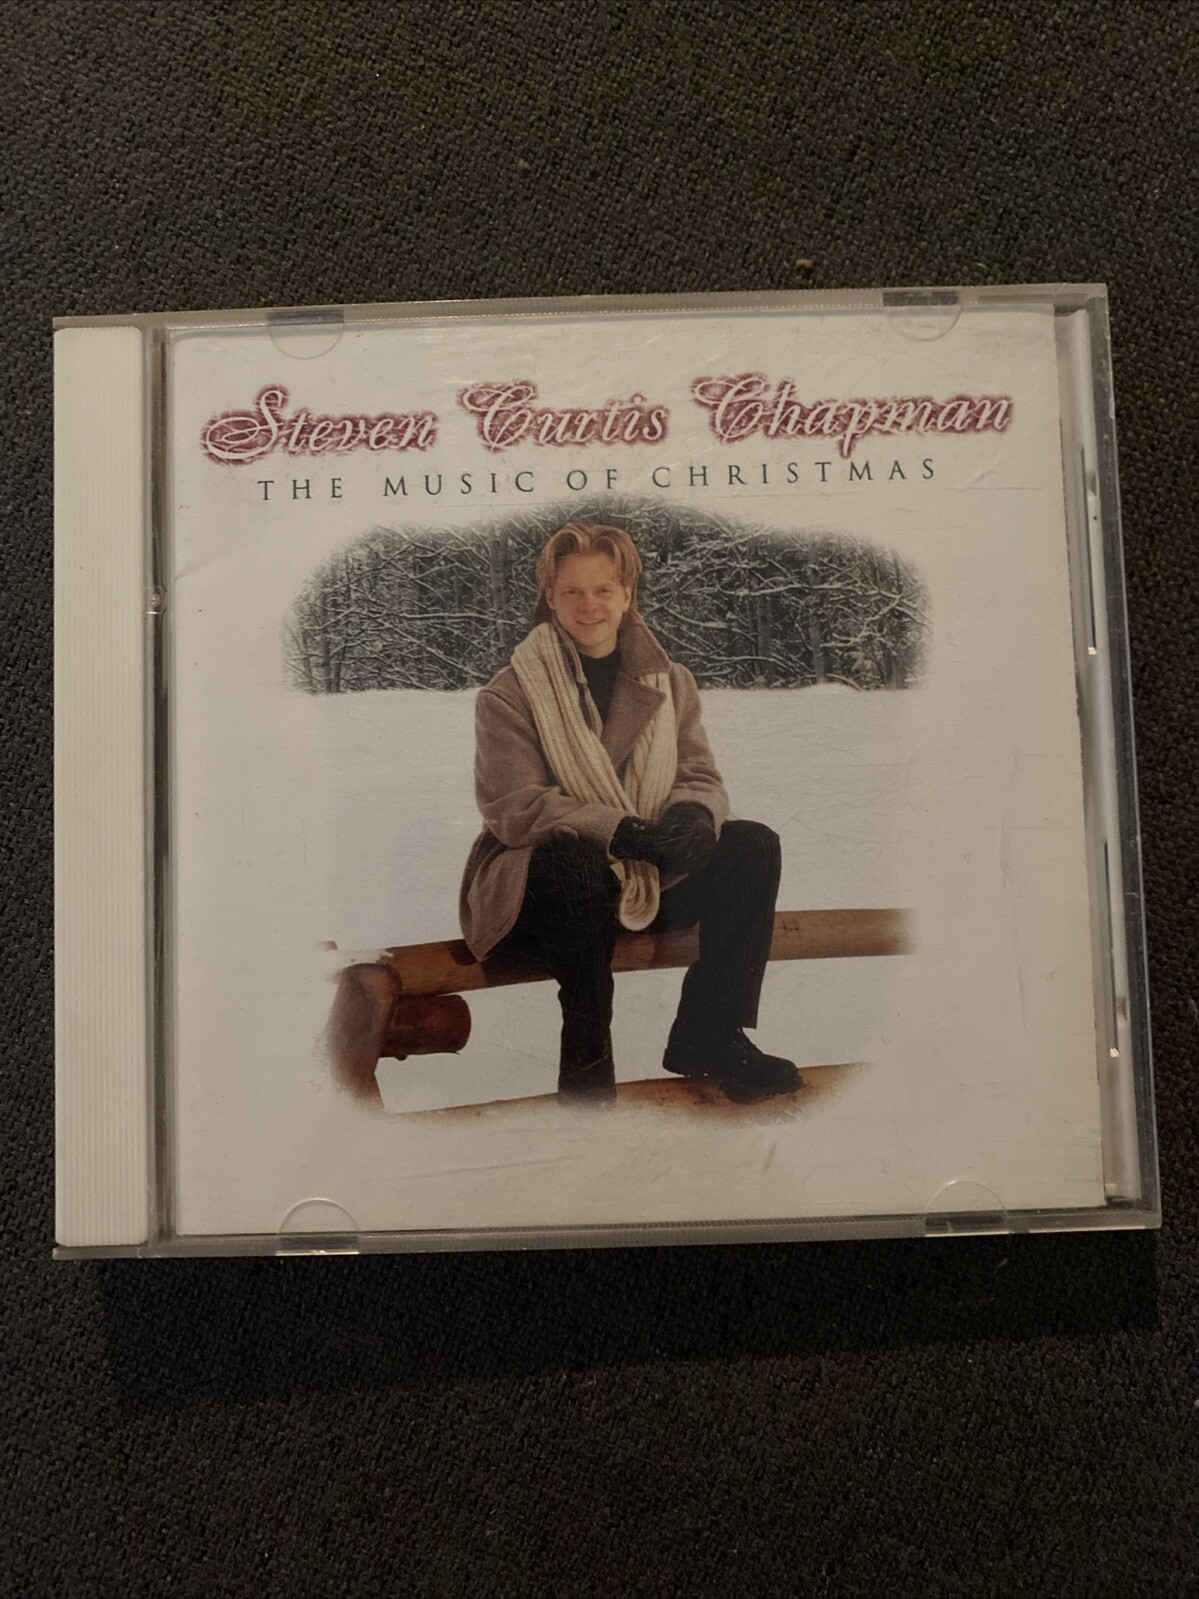 Steven Curtis Chapman
THE MUSIC OF CHRISTMAS